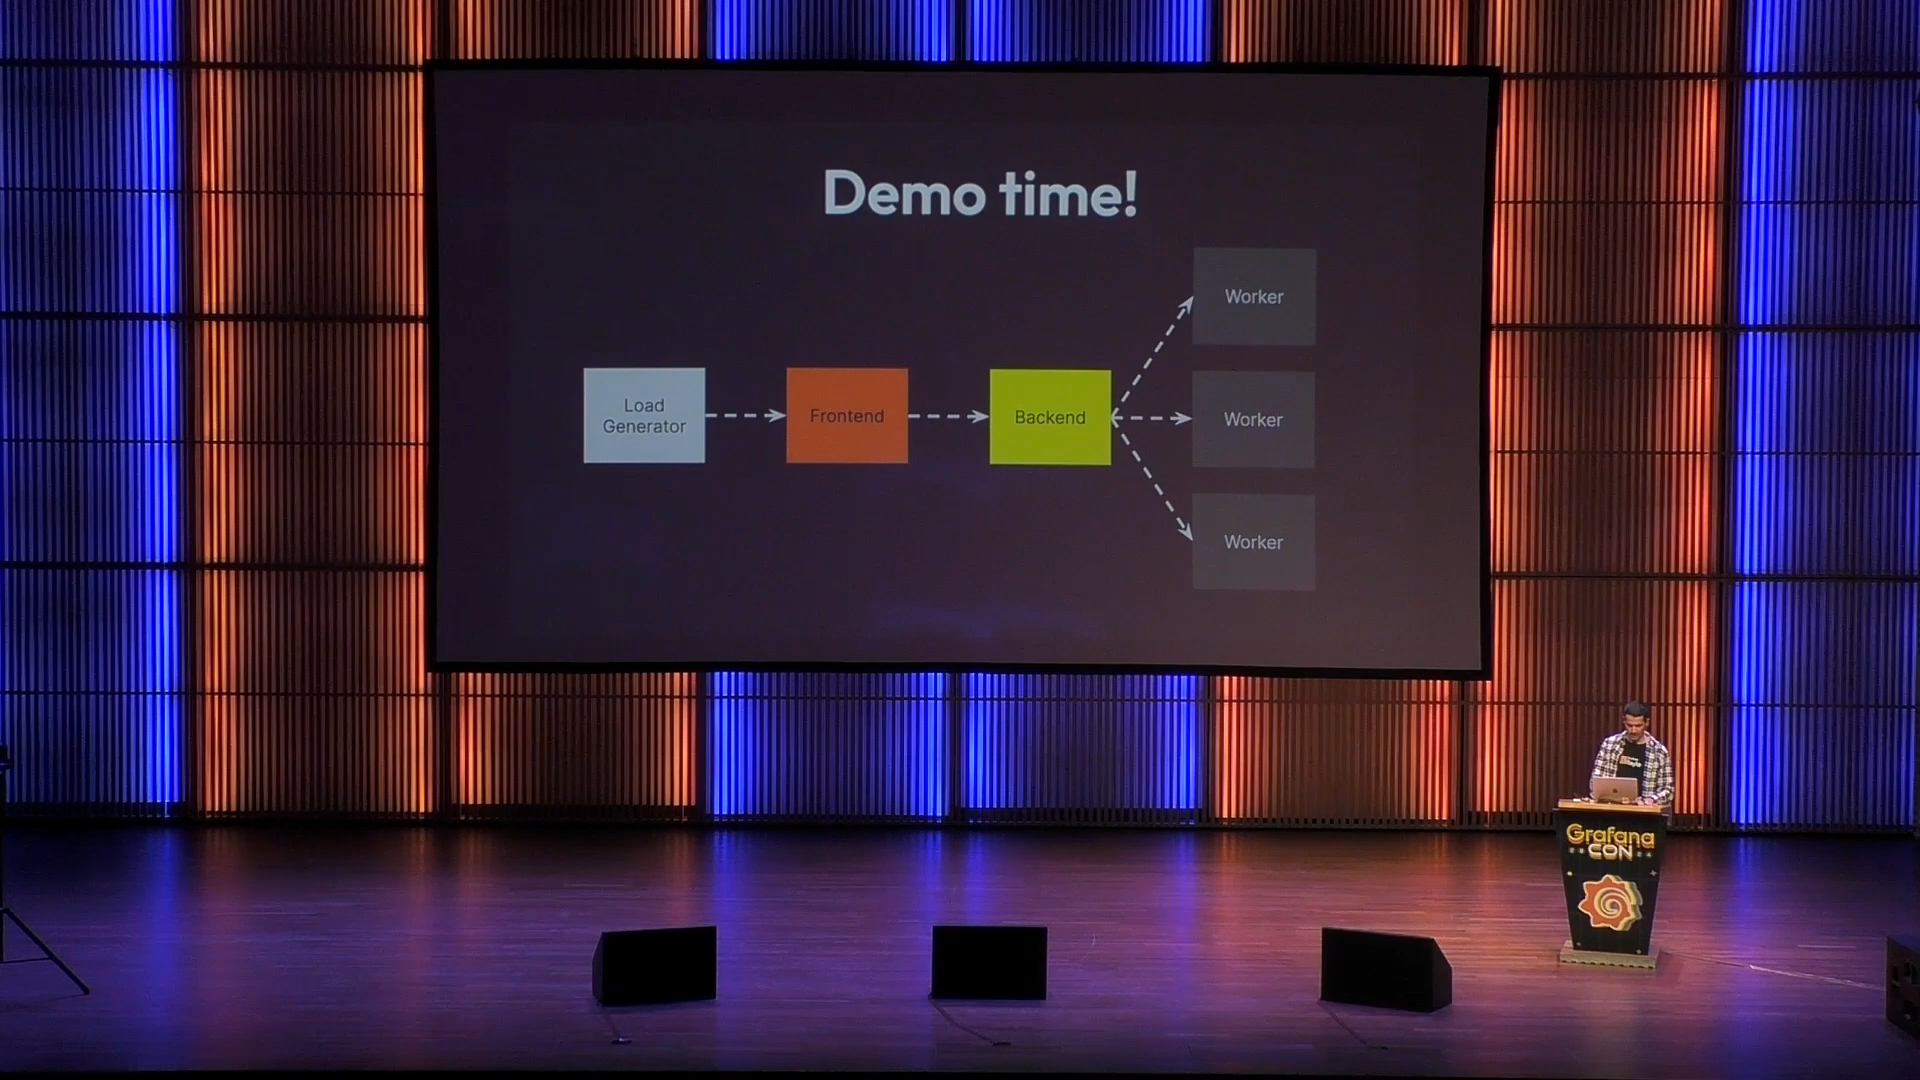 Demo time!
Worker
Load
Generator
Frontend
Backend
Worker
Worker
Grafana
CON